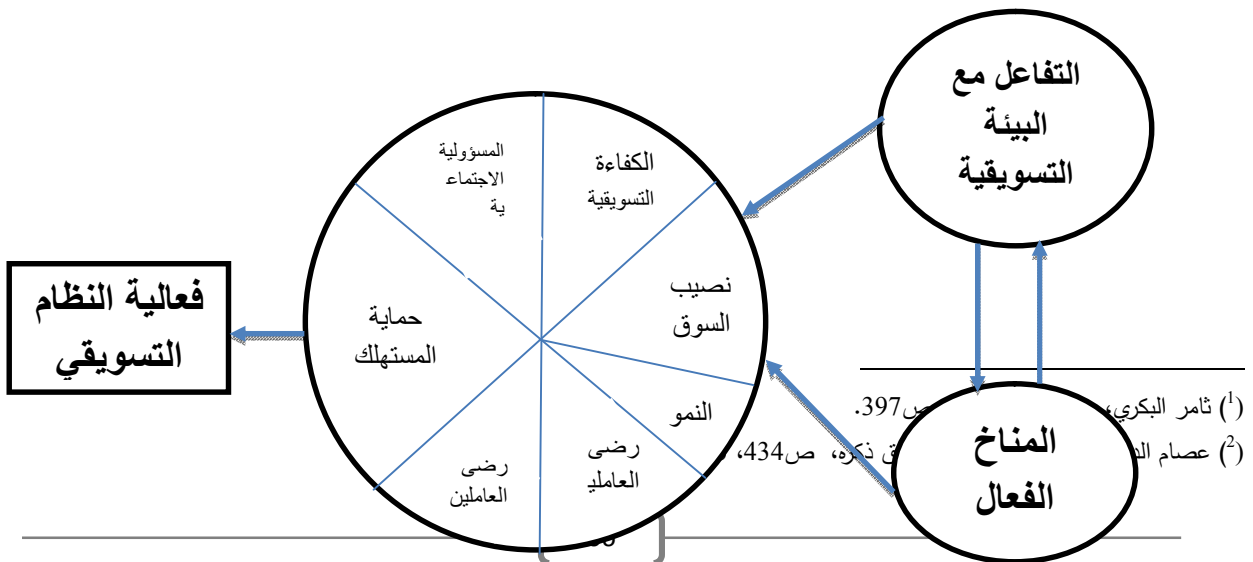 التفاعل مع
البيئة
التسويقية
الكفاءة
التسويقية
المسؤولية
الاجتماع
ية
نصيب
السوق
حماية
المستهلك
النمو
رضى
العاملي
رضى
العاملين
فعالية النظام
التسويقي
المناخ
الفعال
(1) ثامر البكري، ص397.
(2) عصام ذكره، ص434،